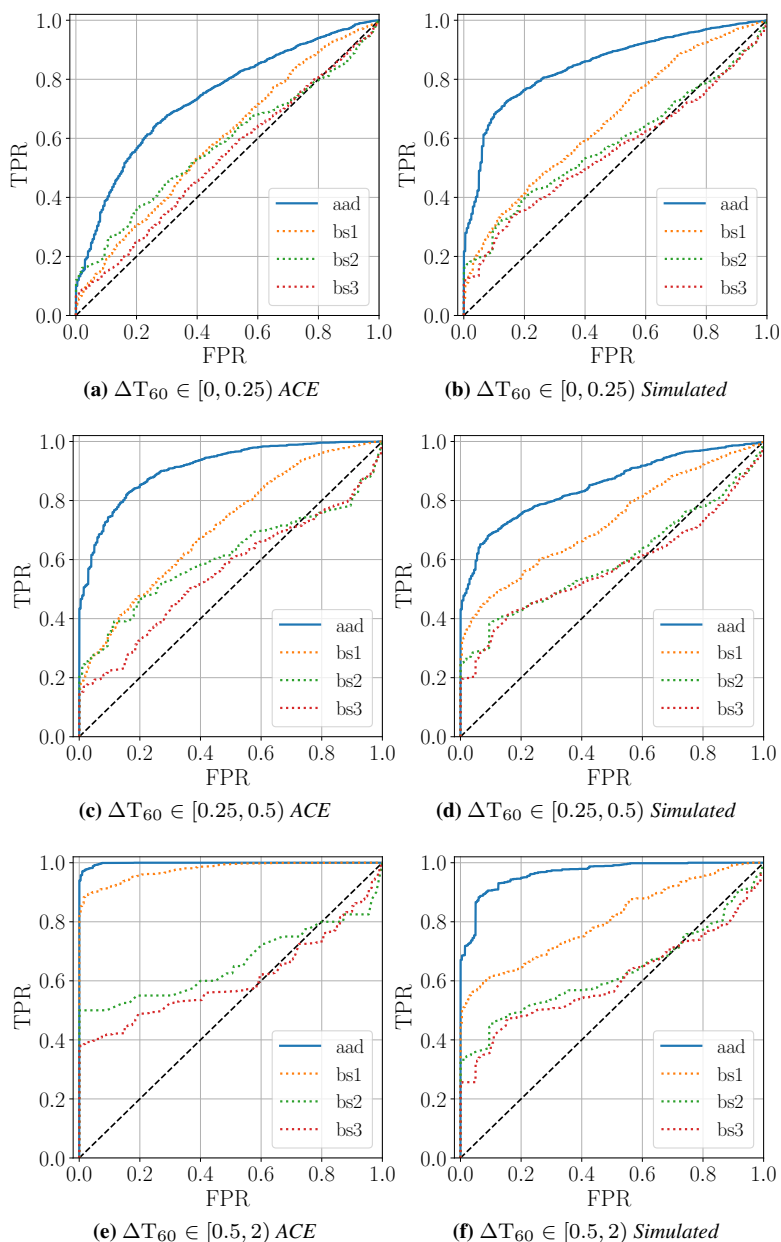 1.0
0.8
0.6
0.4
0.2
0.0
TPR
aad
bs1
bs2
bs3
0.0 0.2 0.4 0.6 0.8 1.0
FPR
(a) ΔT₆₀ ∈ [0, 0.25) ACE
1.0
0.8
0.6
0.4
0.2
0.0
TPR
aad
bs1
bs2
bs3
0.0 0.2 0.4 0.6 0.8 1.0
FPR
(b) ΔT₆₀ ∈ [0, 0.25) Simulated
1.0
0.8
0.6
0.4
0.2
0.0
TPR
aad
bs1
bs2
bs3
0.0 0.2 0.4 0.6 0.8 1.0
FPR
(c) ΔT₆₀ ∈ [0.25, 0.5) ACE
1.0
0.8
0.6
0.4
0.2
0.0
TPR
aad
bs1
bs2
bs3
0.0 0.2 0.4 0.6 0.8 1.0
FPR
(d) ΔT₆₀ ∈ [0.25, 0.5) Simulated
1.0
0.8
0.6
0.4
0.2
0.0
TPR
aad
bs1
bs2
bs3
0.0 0.2 0.4 0.6 0.8 1.0
FPR
(e) ΔT₆₀ ∈ [0.5, 2) ACE
1.0
0.8
0.6
0.4
0.2
0.0
TPR
aad
bs1
bs2
bs3
0.0 0.2 0.4 0.6 0.8 1.0
FPR
(f) ΔT₆₀ ∈ [0.5, 2) Simulated